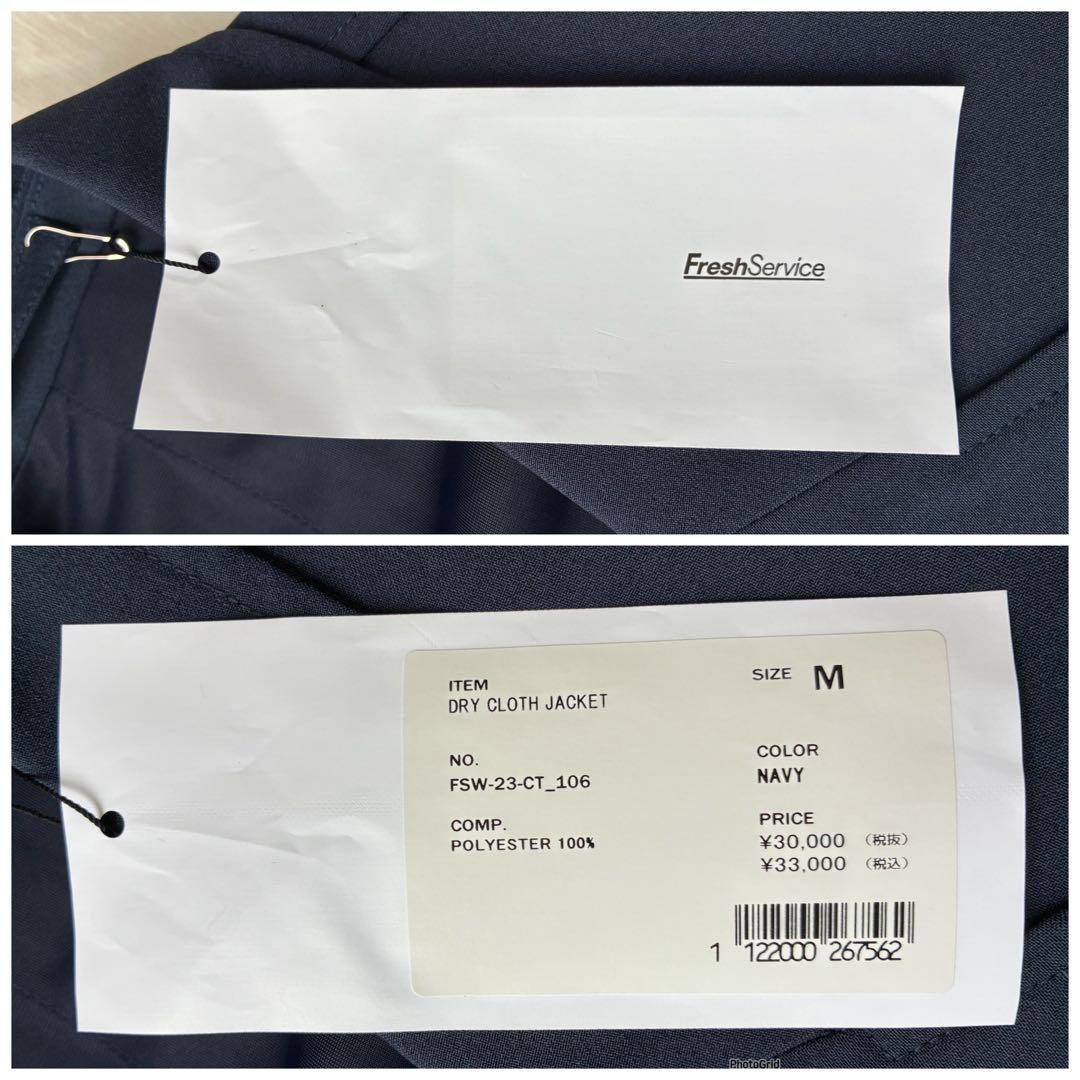 FreshService
ITEM
DRY CLOTH JACKET
SIZE M
NO.
FSW-23-CT_106
COLOR
NAVY
COMP.
POLYESTER 100%
PRICE
¥30,000 (税抜)
¥33,000 (税込)
1 122000 267562
PhotoGrid